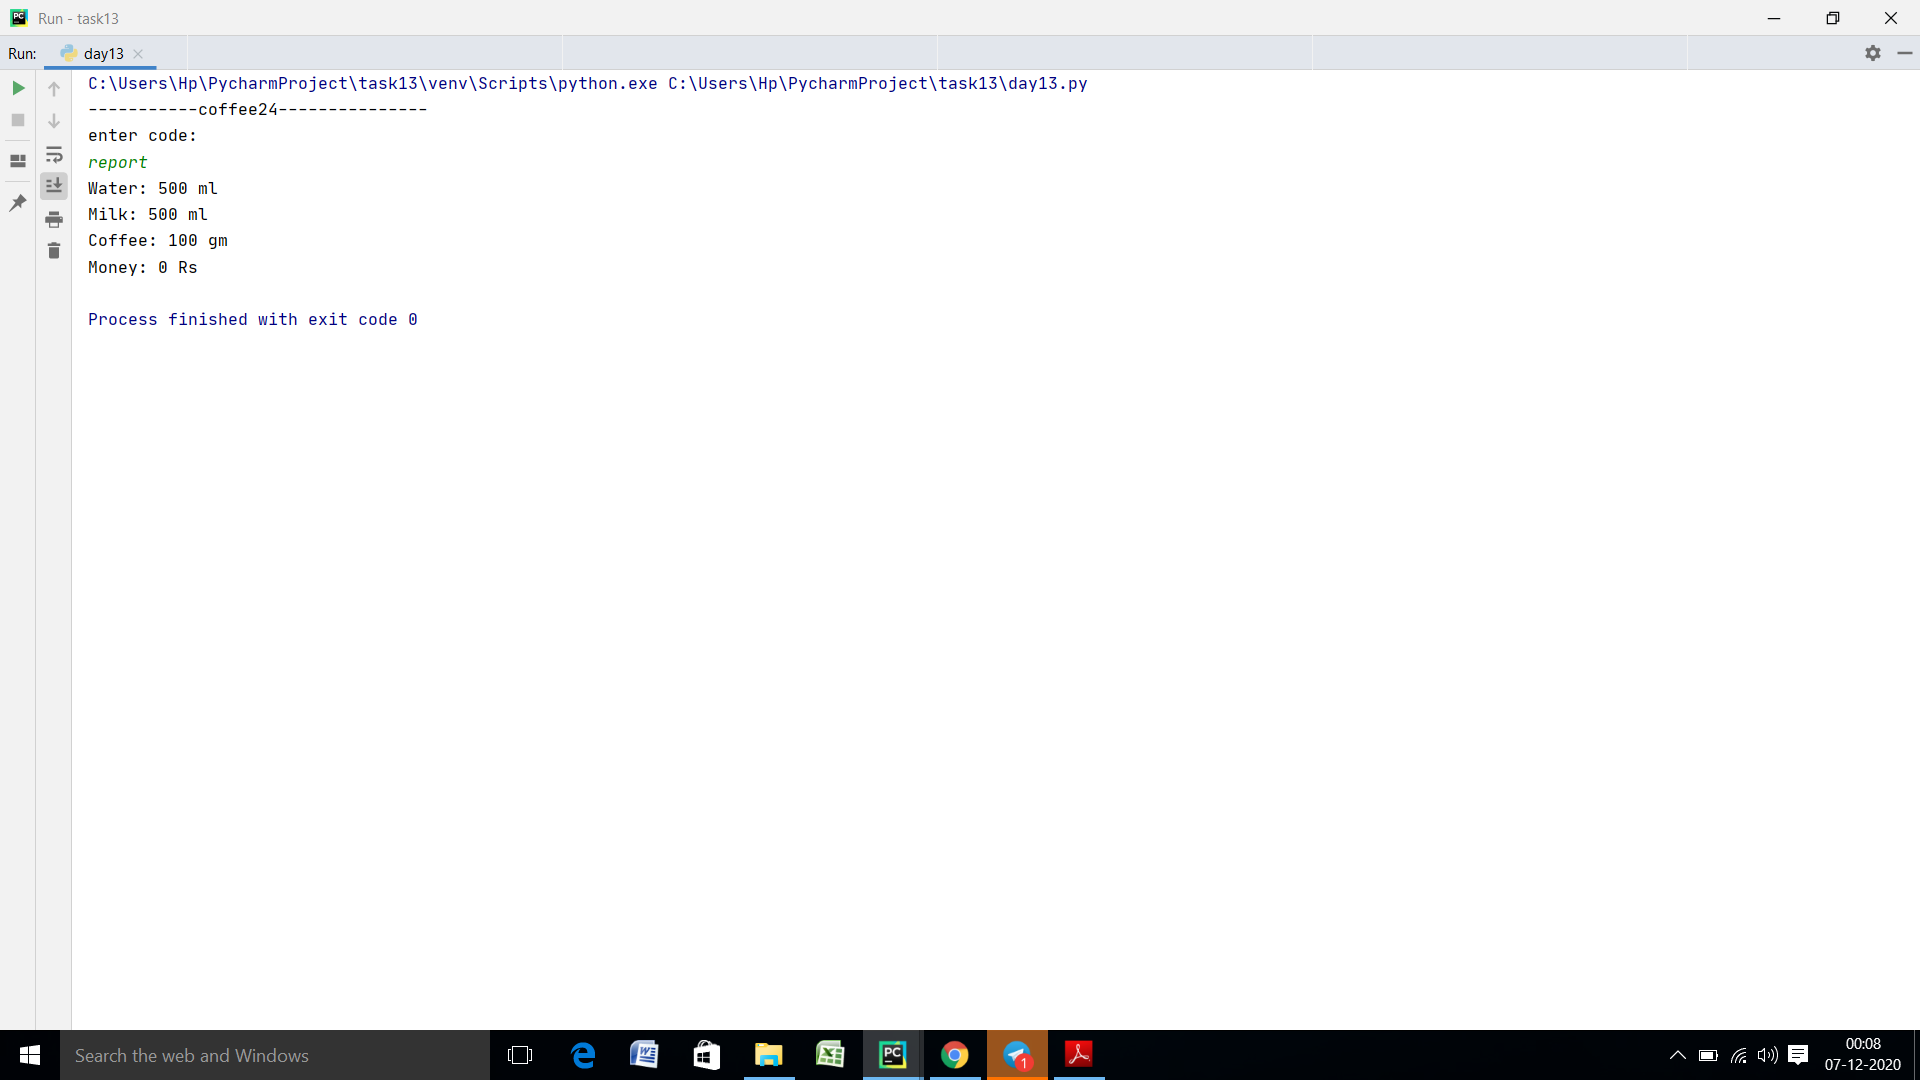 Run - task13
Run: day13
C:\Users\Hp\PycharmProject\task13\venv\Scripts\python.exe C:\Users\Hp\PycharmProject\task13\day13.py
-----------coffee24---------------
enter code:
report
Water: 500 ml
Milk: 500 ml
Coffee: 100 gm
Money: 0 Rs
Process finished with exit code 0
Search the web and Windows
1
00:08
07-12-2020